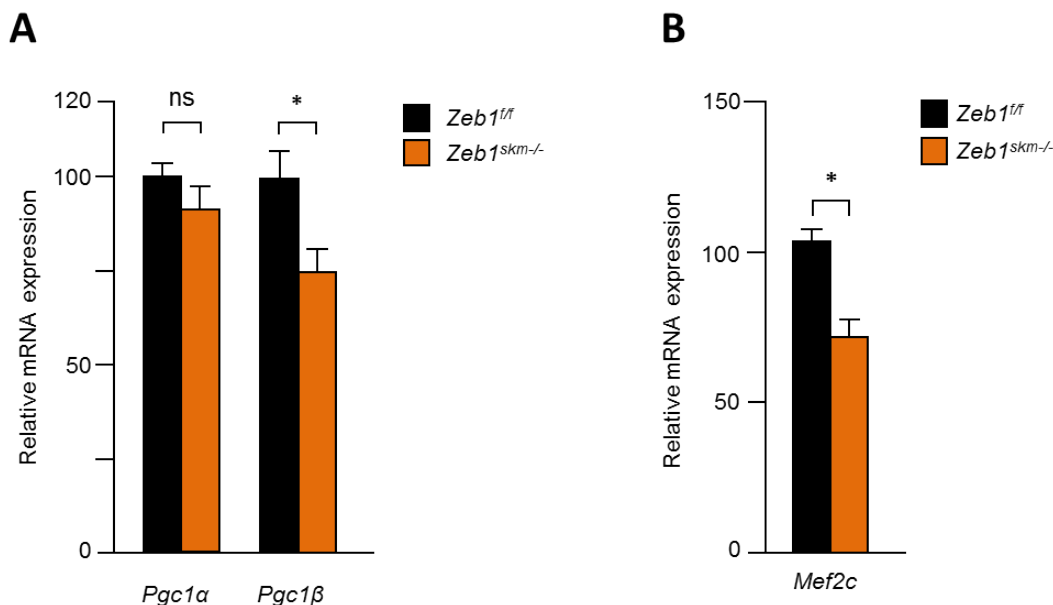 A
Relative mRNA expression
120
100
50
0
ns
*
Zeb1f/f
Zeb1skm-/-
Pgc1α
Pgc1β
B
Relative mRNA expression
150
100
50
0
*
Zeb1f/f
Zeb1skm-/-
Mef2c